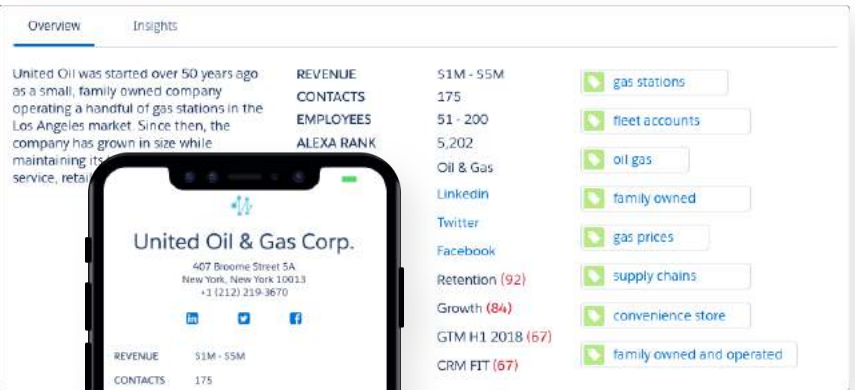 Overview
Insights
United Oil was started over 50 years ago
as a small, family owned company
operating a handful of gas stations in the
Los Angeles market. Since then, the
company has grown in size while
maintaining its
service, retai
REVENUE
CONTACTS
EMPLOYEES
ALEXA RANK
$1M - $5M
175
51 - 200
5,202
Oil & Gas
Linkedin
Twitter
Facebook
Retention (92)
Growth (84)
GTM H1 2018 (67)
CRM FIT (67)
gas stations
fleet accounts
oil gas
family owned
gas prices
supply chains
convenience store
family owned and operated
United Oil & Gas Corp.
407 Broome Street 5A
New York, New York 10013
+1 (212) 219-3670
REVENUE $1M - $5M
CONTACTS 175